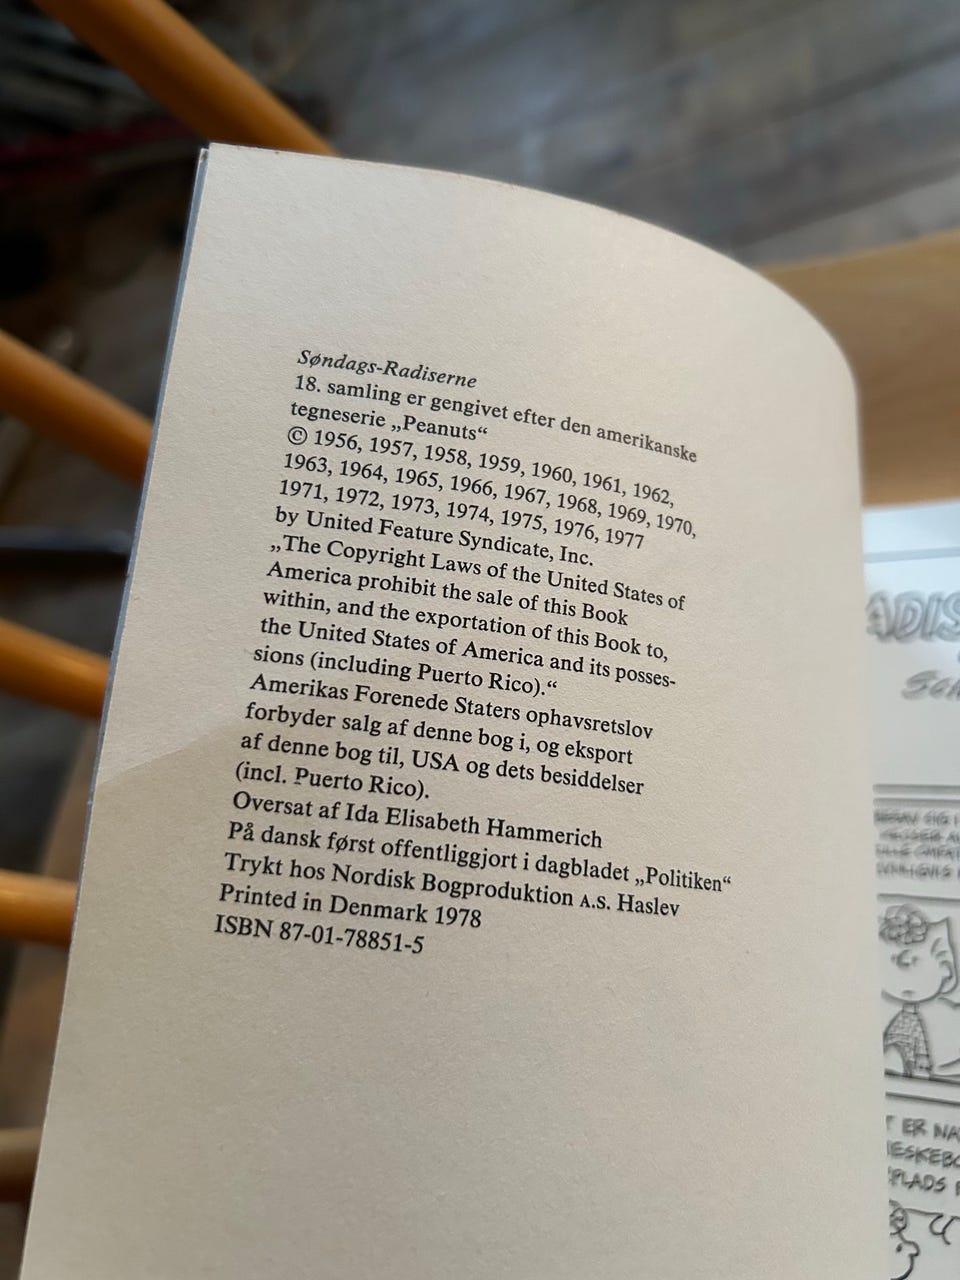 Søndags-Radiserne
18. samling er gengivet efter den amerikanske
tegneserie „Peanuts“
© 1956, 1957, 1958, 1959, 1960, 1961, 1962,
1963, 1964, 1965, 1966, 1967, 1968, 1969, 1970,
1971, 1972, 1973, 1974, 1975, 1976, 1977
by United Feature Syndicate, Inc.
„The Copyright Laws of the United States of
America prohibit the sale of this Book
within, and the exportation of this Book to,
the United States of America and its posses-
sions (including Puerto Rico).“
Amerikas Forenede Staters ophavsretslov
forbyder salg af denne bog i, og eksport
af denne bog til, USA og dets besiddelser
(incl. Puerto Rico).
Oversat af Ida Elisabeth Hammerich
På dansk først offentliggjort i dagbladet „Politiken“
Trykt hos Nordisk Bogproduktion A.S. Haslev
Printed in Denmark 1978
ISBN 87-01-78851-5
ER